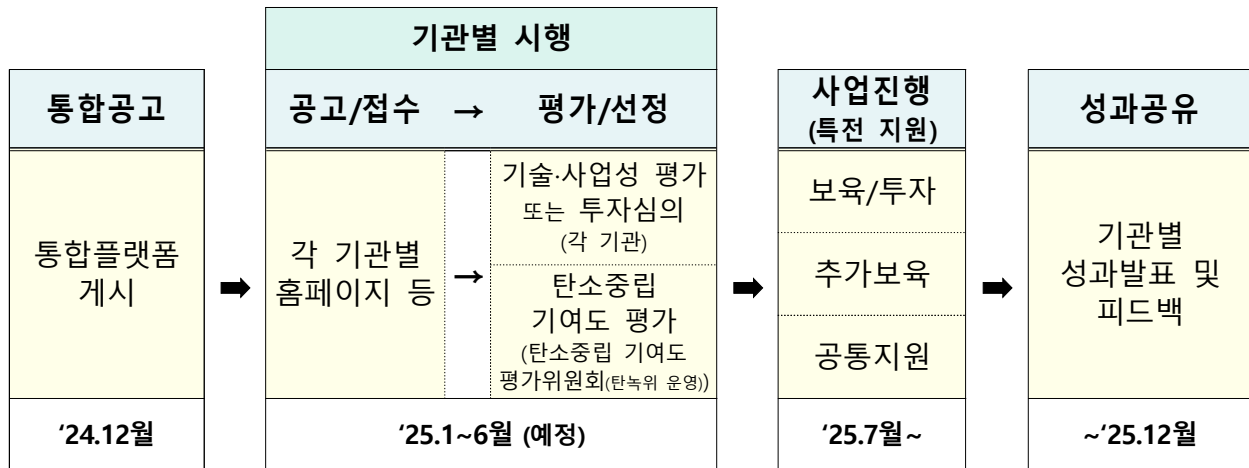 기관별 시행
통합공고
공고/접수 → 평가/선정
사업진행
(특전 지원)
성과공유
통합플랫폼
게시
각 기관별
홈페이지 등
→
기술·사업성 평가
또는 투자심의
(각 기관)
탄소중립
기여도 평가
(탄소중립 기여도
평가위원회(탄녹위 운영))
보육/투자
추가보육
공통지원
기관별
성과발표 및
피드백
‘24.12월
‘25.1~6월 (예정)
‘25.7월~
~‘25.12월